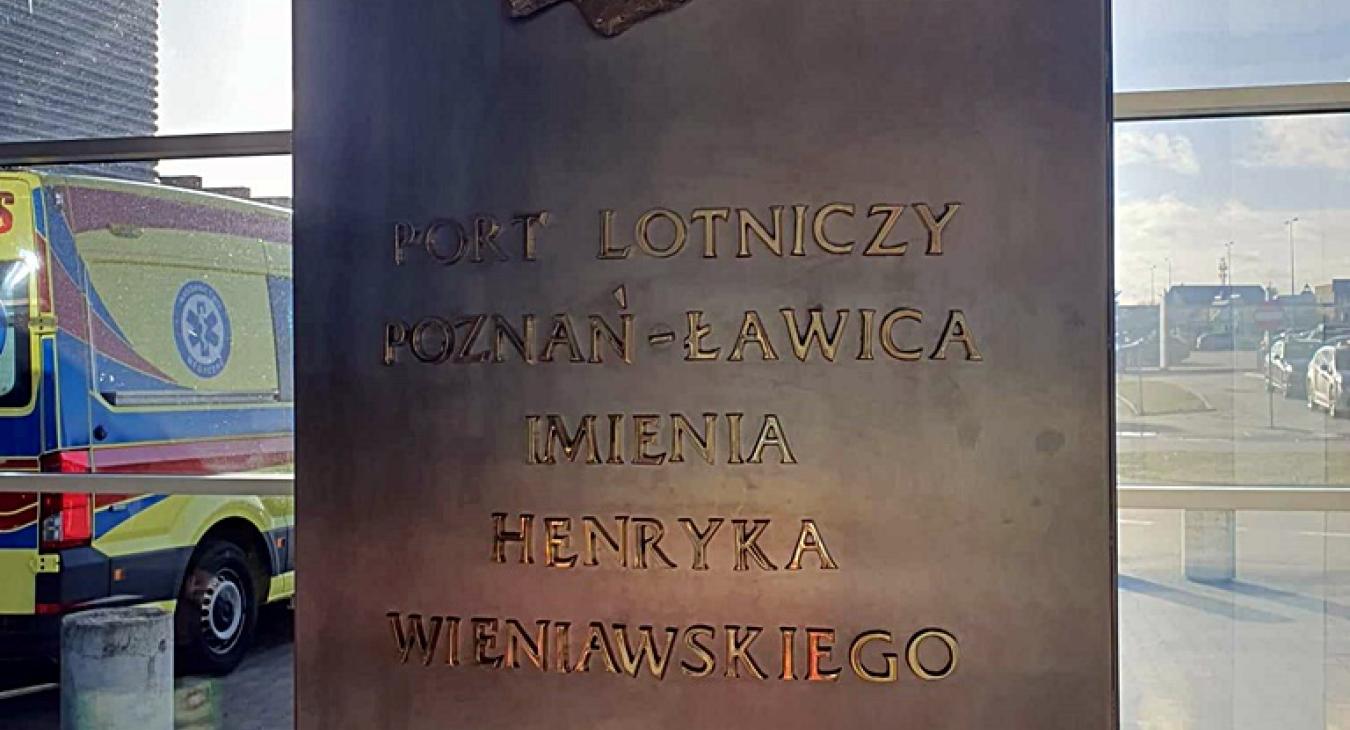 PORT LOTNICZY
POZNAŃ-ŁAWICA
IMIENIA
HENRYKA
WIENIAWSKIEGO